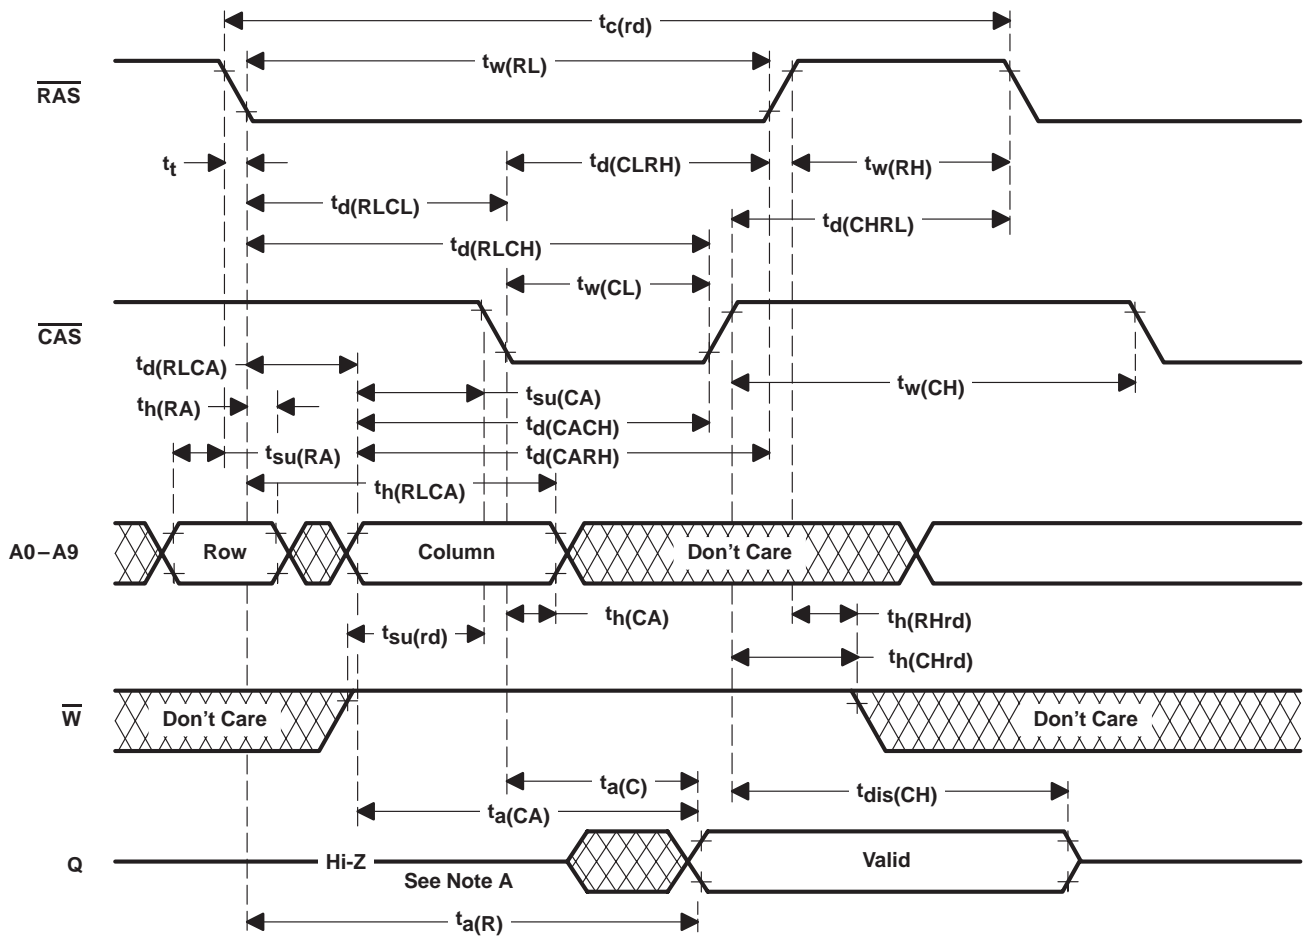 tc(rd)
tw(RL)
RAS
tt
td(CLRH)
tw(RH)
td(RLCL)
td(CHRL)
td(RLCH)
tw(CL)
CAS
td(RLCA)
tsu(CA)
tw(CH)
th(RA)
td(CACH)
tsu(RA)
td(CARH)
th(RLCA)
A0–A9
Row
Column
Don't Care
th(CA)
th(RHrd)
tsu(rd)
th(CHrd)
W
Don't Care
Don't Care
ta(C)
tdis(CH)
ta(CA)
Q
Hi-Z
Valid
See Note A
ta(R)